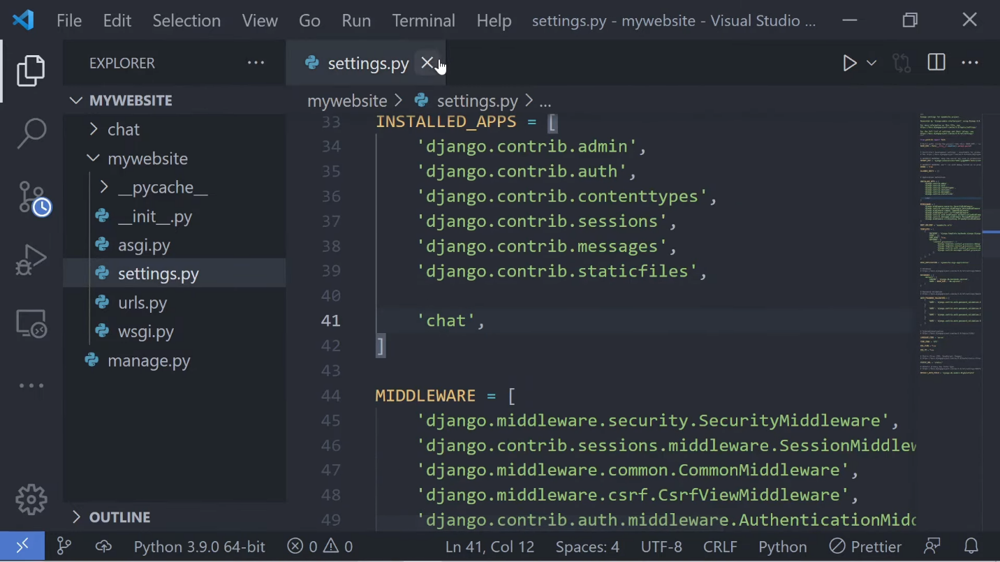 File Edit Selection View Go Run Terminal Help settings.py - mywebsite - Visual Studio ...
EXPLORER ...
settings.py
MYWEBSITE
chat
mywebsite
__pycache__
__init__.py
asgi.py
settings.py
urls.py
wsgi.py
manage.py
OUTLINE
mywebsite > settings.py > ...
33 INSTALLED_APPS = [
34 'django.contrib.admin',
35 'django.contrib.auth',
36 'django.contrib.contenttypes',
37 'django.contrib.sessions',
38 'django.contrib.messages',
39 'django.contrib.staticfiles',
40
41 'chat',
42 ]
43
44 MIDDLEWARE = [
45 'django.middleware.security.SecurityMiddleware',
46 'django.contrib.sessions.middleware.SessionMiddlew
47 'django.middleware.common.CommonMiddleware',
48 'django.middleware.csrf.CsrfViewMiddleware',
49 'django.contrib.auth.middleware.AuthenticationMidd
Python 3.9.0 64-bit 0 0 Ln 41, Col 12 Spaces: 4 UTF-8 CRLF Python Prettier